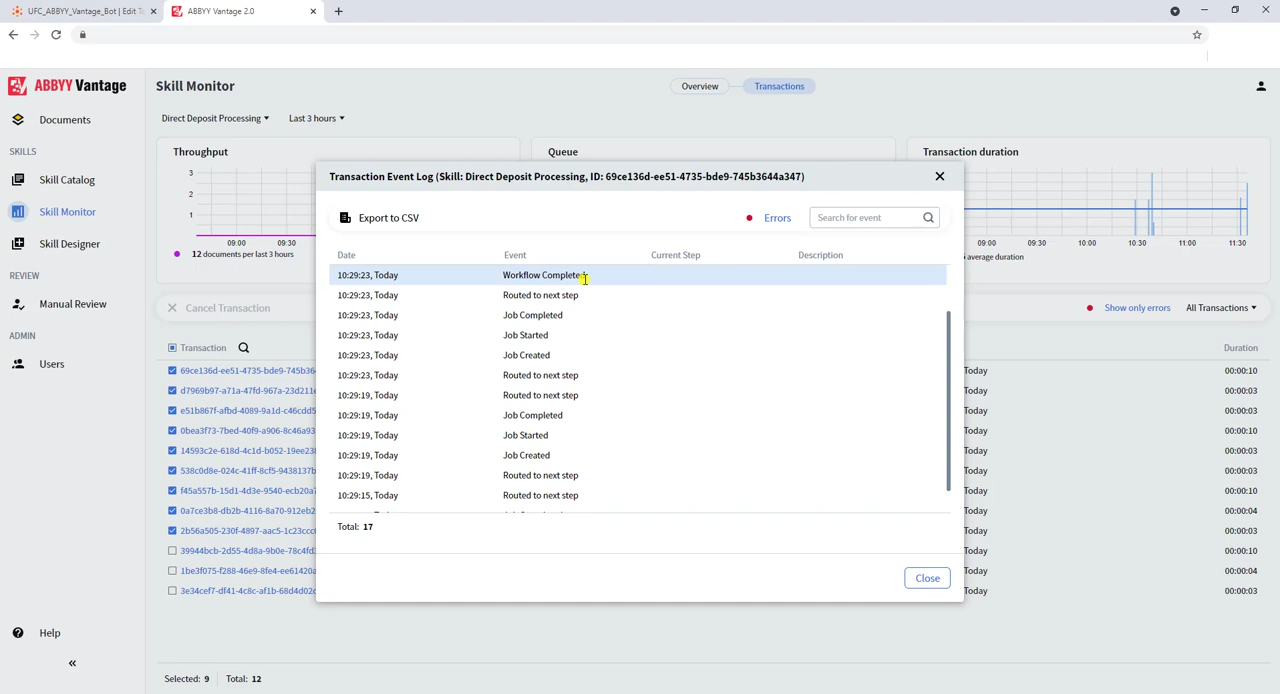 UFC_ABBYY_Vantage_Bot | Edit
ABBYY Vantage 2.0
ABBYY Vantage
Skill Monitor
Overview
Transactions
Documents
Direct Deposit Processing
Last 3 hours
SKILLS
Throughput
Queue
Transaction duration
Skill Catalog
Skill Monitor
Skill Designer
3
2
1
09:00 09:30
09:00 09:30 10:00 10:30 11:00 11:30
12 documents per last 3 hours
average duration
REVIEW
Manual Review
Cancel Transaction
Show only errors
All Transactions
ADMIN
Users
Transaction Event Log (Skill: Direct Deposit Processing, ID: 69ce136d-ee51-4735-bde9-745b3644a347)
Export to CSV
Errors
Search for event
Date Event Current Step Description
10:29:23, Today Workflow Completed
10:29:23, Today Routed to next step
10:29:23, Today Job Completed
10:29:23, Today Job Started
10:29:23, Today Job Created
10:29:23, Today Routed to next step
10:29:19, Today Routed to next step
10:29:19, Today Job Completed
10:29:19, Today Job Started
10:29:19, Today Job Created
10:29:19, Today Routed to next step
10:29:15, Today Routed to next step
Total: 17
Close
Transaction Duration
69ce136d-ee51-4735-bde9-745b36 Today 00:00:10
d7969b97-a71a-47fd-967a-23d211 Today 00:00:03
e51b867f-afbd-4089-9a1d-c46cdd5 Today 00:00:03
0bea3f73-7bed-40f9-a906-8c46a93 Today 00:00:10
14593c2e-618d-4c1d-b052-19ee23 Today 00:00:03
538c0d8e-024c-41ff-8cf5-9438137b Today 00:00:03
f45a557b-15d1-4d3e-9540-ecb20a Today 00:00:10
0a7ce3b8-db2b-4116-8a70-912eb2 Today 00:00:04
2b56a505-230f-4897-aac5-1c23ccc Today 00:00:03
39944bcb-2d55-4d8a-9b0e-78c4fd Today 00:00:10
1be3f075-f288-46e9-8fe4-ee61420a Today 00:00:04
3e34cef7-df41-4c8c-af1b-68d4d02 Today 00:00:03
Help
Selected: 9 Total: 12